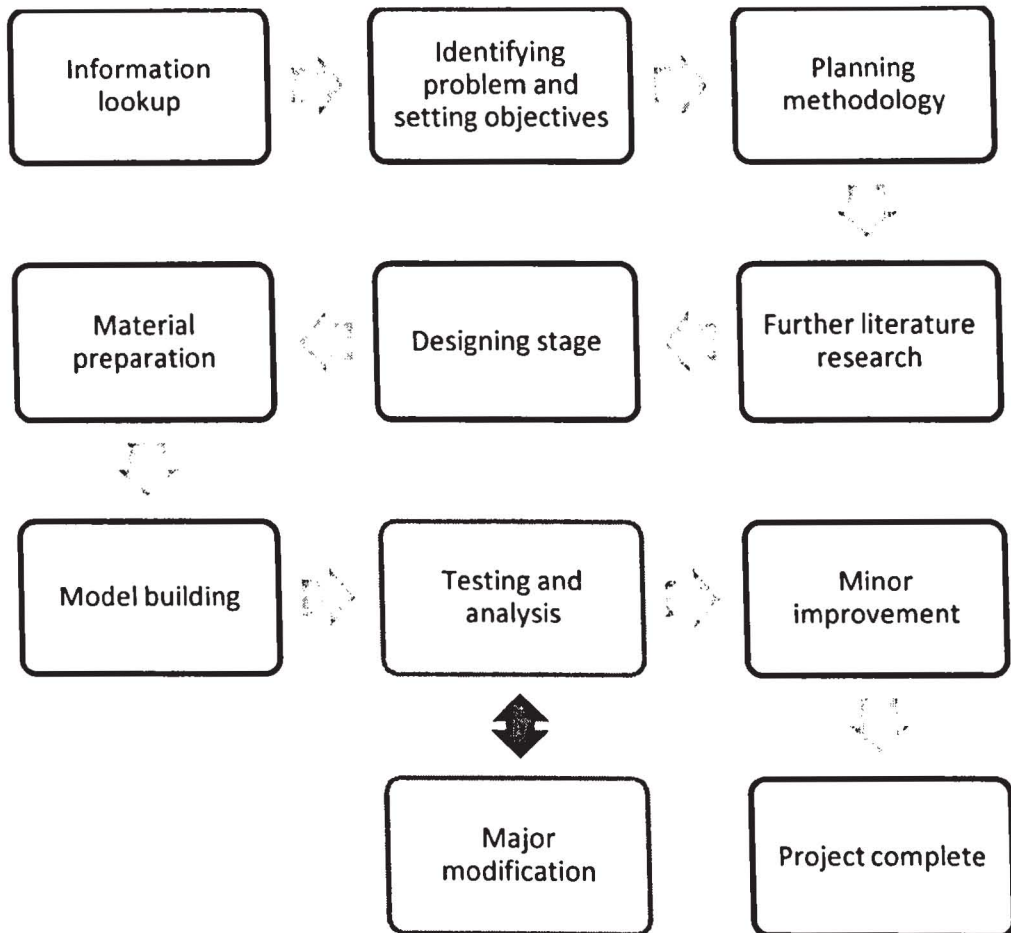 Information
lookup
Identifying
problem and
setting objectives
Planning
methodology
Further literature
research
Designing stage
Material
preparation
Model building
Testing and
analysis
Minor
improvement
Major
modification
Project complete